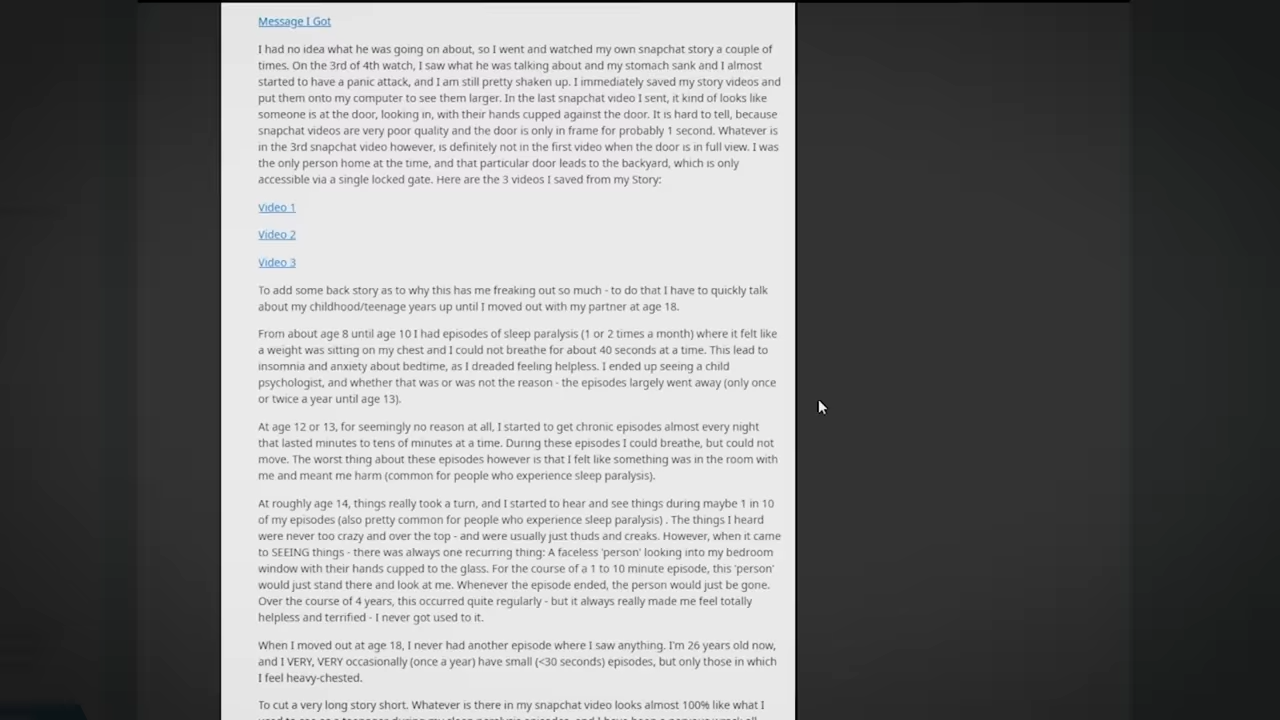 Message I Got
I had no idea what he was going on about, so I went and watched my own snapchat story a couple of
times. On the 3rd of 4th watch, I saw what he was talking about and my stomach sank and I almost
started to have a panic attack, and I am still pretty shaken up. I immediately saved my story videos and
put them onto my computer to see them larger. In the last snapchat video I sent, it kind of looks like
someone is at the door, looking in, with their hands cupped against the door. It is hard to tell, because
snapchat videos are very poor quality and the door is only in frame for probably 1 second. Whatever is
in the 3rd snapchat video however, is definitely not in the first video when the door is in full view. I was
the only person home at the time, and that particular door leads to the backyard, which is only
accessible via a single locked gate. Here are the 3 videos I saved from my Story:
Video 1
Video 2
Video 3
To add some back story as to why this has me freaking out so much - to do that I have to quickly talk
about my childhood/teenage years up until I moved out with my partner at age 18.
From about age 8 until age 10 I had episodes of sleep paralysis (1 or 2 times a month) where it felt like
a weight was sitting on my chest and I could not breathe for about 40 seconds at a time. This lead to
insomnia and anxiety about bedtime, as I dreaded feeling helpless. I ended up seeing a child
psychologist, and whether that was or was not the reason - the episodes largely went away (only once
or twice a year until age 13).
At age 12 or 13, for seemingly no reason at all, I started to get chronic episodes almost every night
that lasted minutes to tens of minutes at a time. During these episodes I could breathe, but could not
move. The worst thing about these episodes however is that I felt like something was in the room with
me and meant me harm (common for people who experience sleep paralysis).
At roughly age 14, things really took a turn, and I started to hear and see things during maybe 1 in 10
of my episodes (also pretty common for people who experience sleep paralysis) . The things I heard
were never too crazy and over the top - and were usually just thuds and creaks. However, when it came
to SEEING things - there was always one recurring thing: A faceless 'person' looking into my bedroom
window with their hands cupped to the glass. For the course of a 1 to 10 minute episode, this 'person'
would just stand there and look at me. Whenever the episode ended, the person would just be gone.
Over the course of 4 years, this occurred quite regularly - but it always really made me feel totally
helpless and terrified - I never got used to it.
When I moved out at age 18, I never had another episode where I saw anything. I'm 26 years old now,
and I VERY, VERY occasionally (once a year) have small (<30 seconds) episodes, but only those in which
I feel heavy-chested.
To cut a very long story short. Whatever is there in my snapchat video looks almost 100% like what I